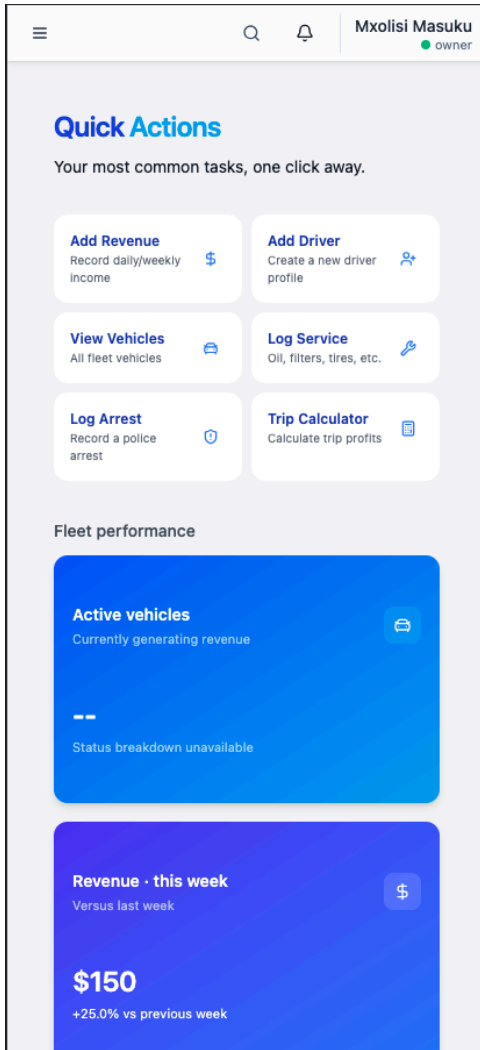 Mxolisi Masuku
owner
Quick Actions
Your most common tasks, one click away.
Add Revenue
Record daily/weekly
income
Add Driver
Create a new driver
profile
View Vehicles
All fleet vehicles
Log Service
Oil, filters, tires, etc.
Log Arrest
Record a police
arrest
Trip Calculator
Calculate trip profits
Fleet performance
Active vehicles
Currently generating revenue
--
Status breakdown unavailable
Revenue · this week
Versus last week
$
$150
+25.0% vs previous week